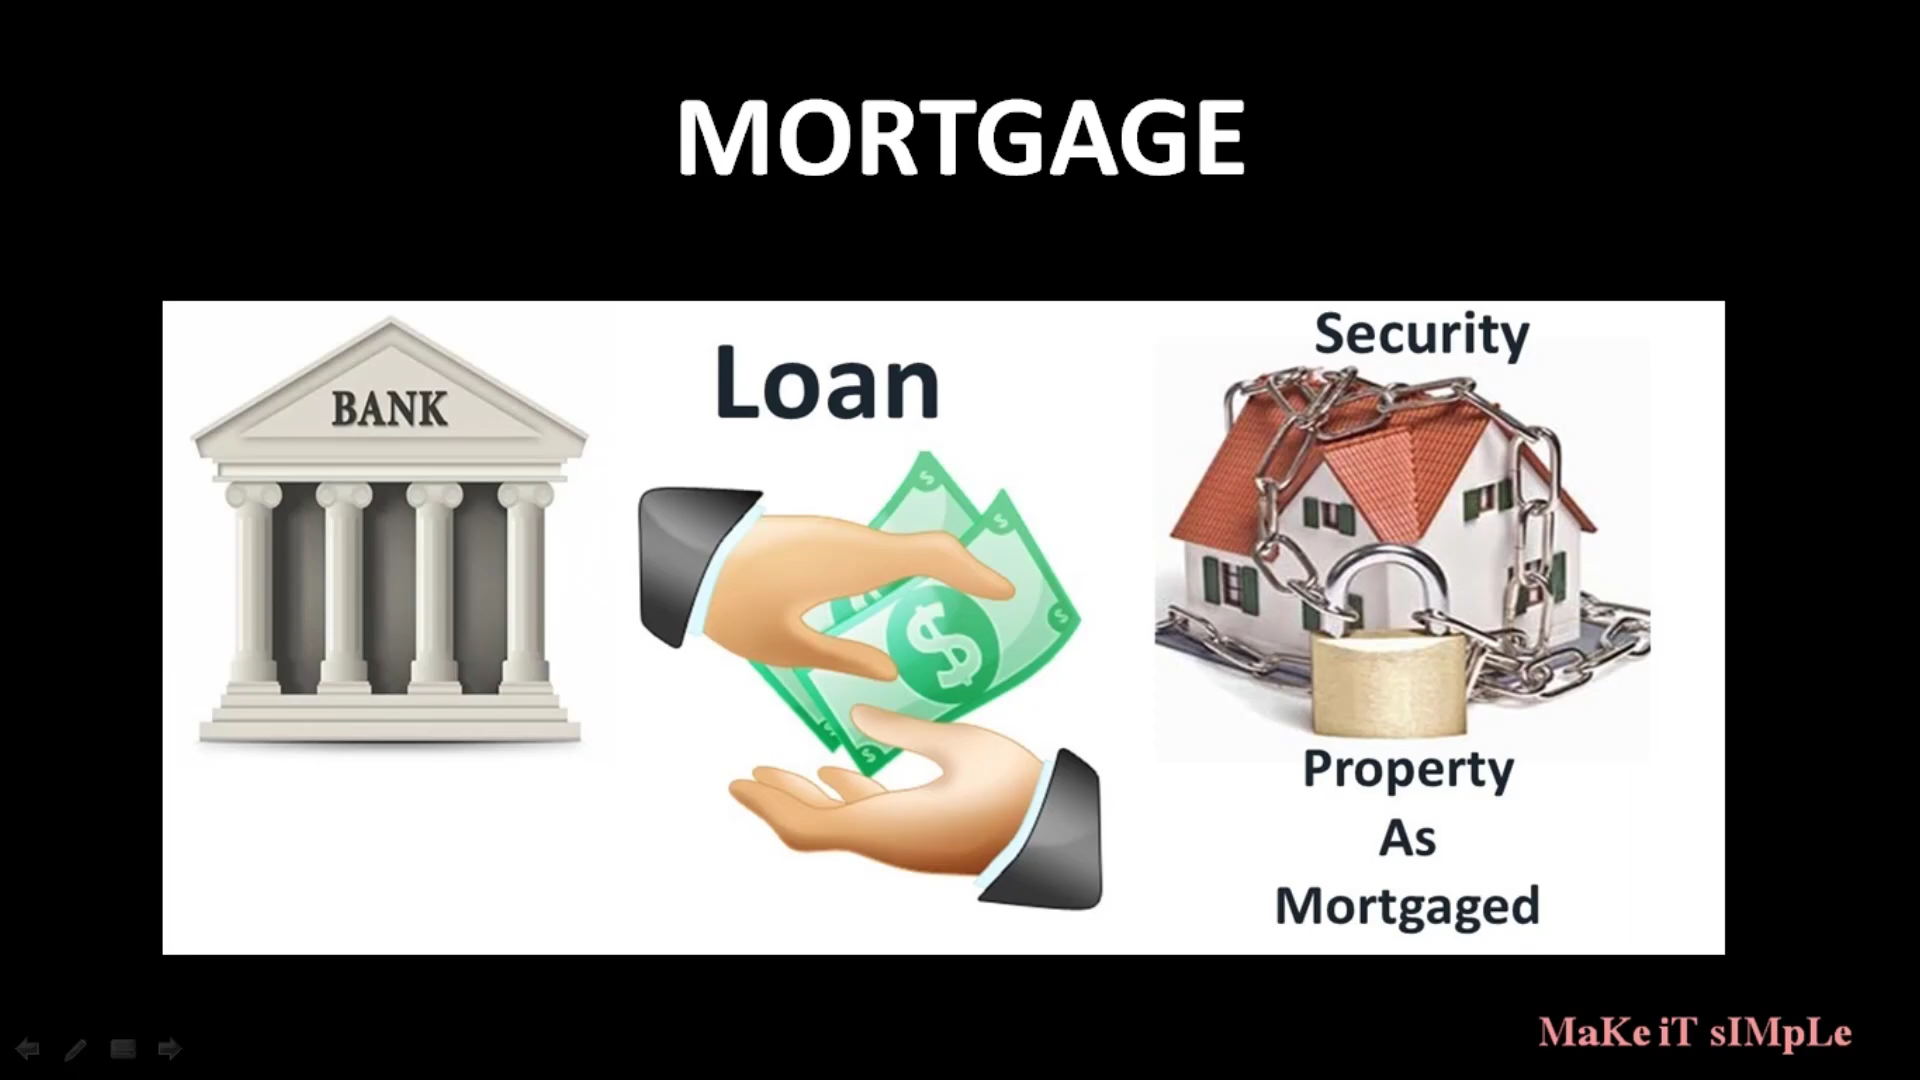 MORTGAGE
BANK
Loan
Security
Property
As
Mortgaged
MaKe iT sIMpLe